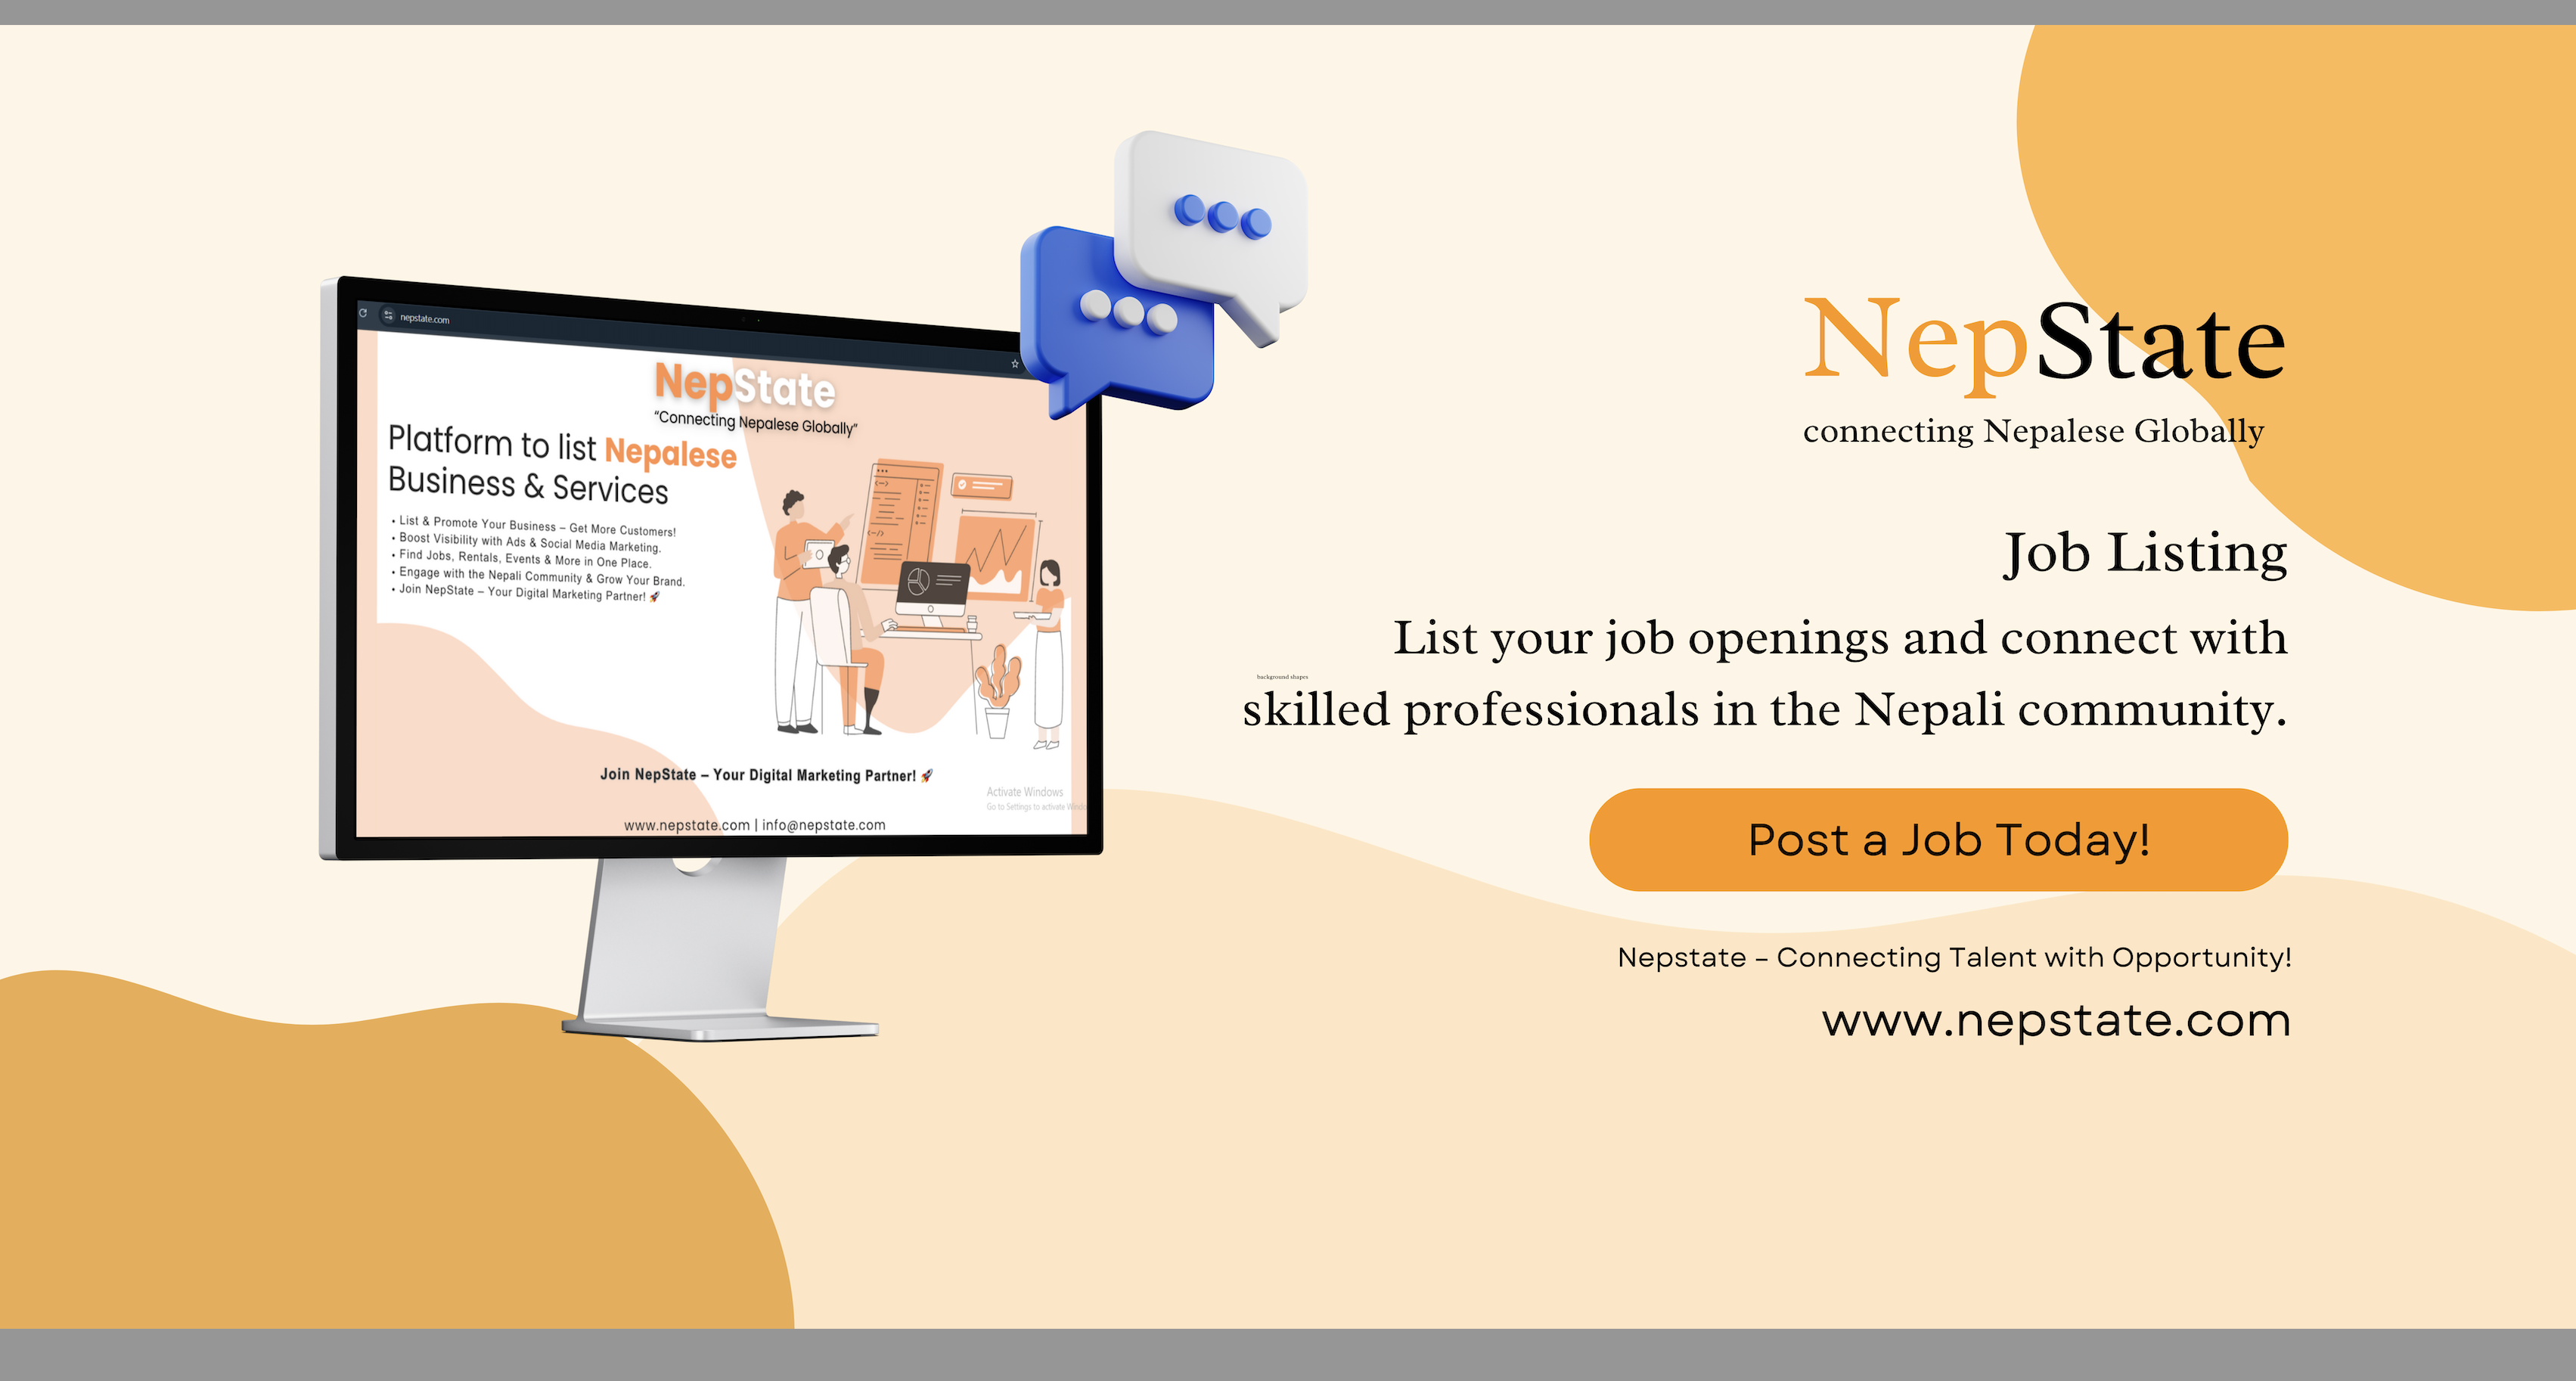 nepstate.com
NepState
“Connecting Nepalese Globally”
Platform to list Nepalese
Business & Services
• List & Promote Your Business – Get More Customers!
• Boost Visibility with Ads & Social Media Marketing.
• Find Jobs, Rentals, Events & More in One Place.
• Engage with the Nepali Community & Grow Your Brand.
• Join NepState – Your Digital Marketing Partner! 🚀
Join NepState – Your Digital Marketing Partner! 🚀
Activate Windows
Go to Settings to activate Windo
www.nepstate.com | info@nepstate.com
NepState
connecting Nepalese Globally
Job Listing
List your job openings and connect with
background shapes
skilled professionals in the Nepali community.
Post a Job Today!
Nepstate – Connecting Talent with Opportunity!
www.nepstate.com